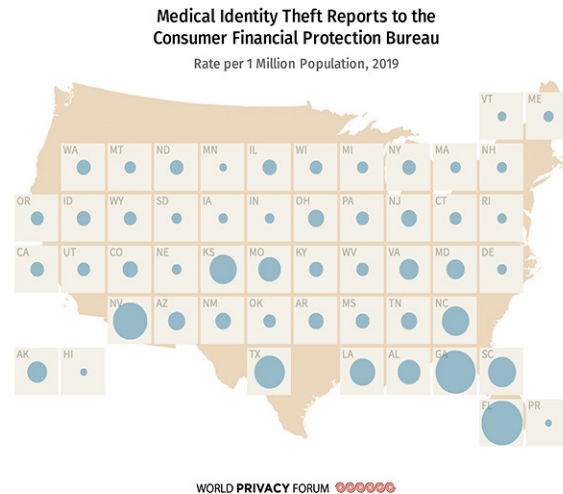 Medical Identity Theft Reports to the
Consumer Financial Protection Bureau
Rate per 1 Million Population, 2019
VT ME
WA MT ND MN IL WI MI NY MA NH
OR ID WY SD IA IN OH PA NJ CT RI
CA UT CO NE KS MO KY WV VA MD DE
NV AZ NM OK AR MS TN NC
AK HI TX LA AL GA SC
FL PR
WORLD PRIVACY FORUM